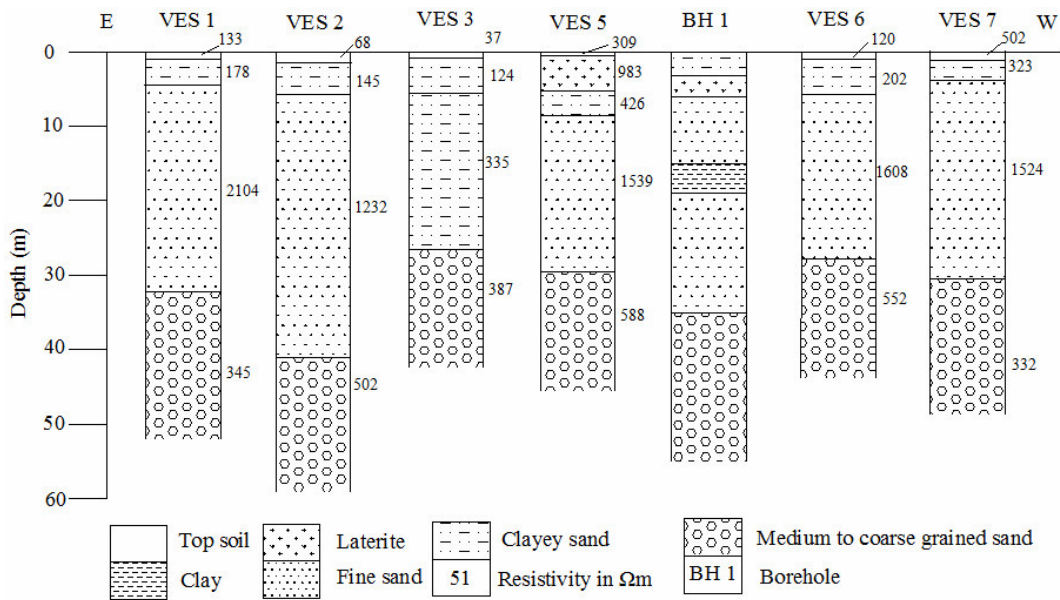 E VES 1 VES 2 VES 3 VES 5 BH 1 VES 6 VES 7 W
133 68 37 309 120 502
0
178 145 124 983 202 323
426
10
335 1539 1608 1524
20
2104 1232
30
387 588 552
40
345 502 332
50
60
Depth (m)
Top soil Laterite Clayey sand Medium to coarse grained sand
Clay Fine sand 51 Resistivity in Ωm BH 1 Borehole